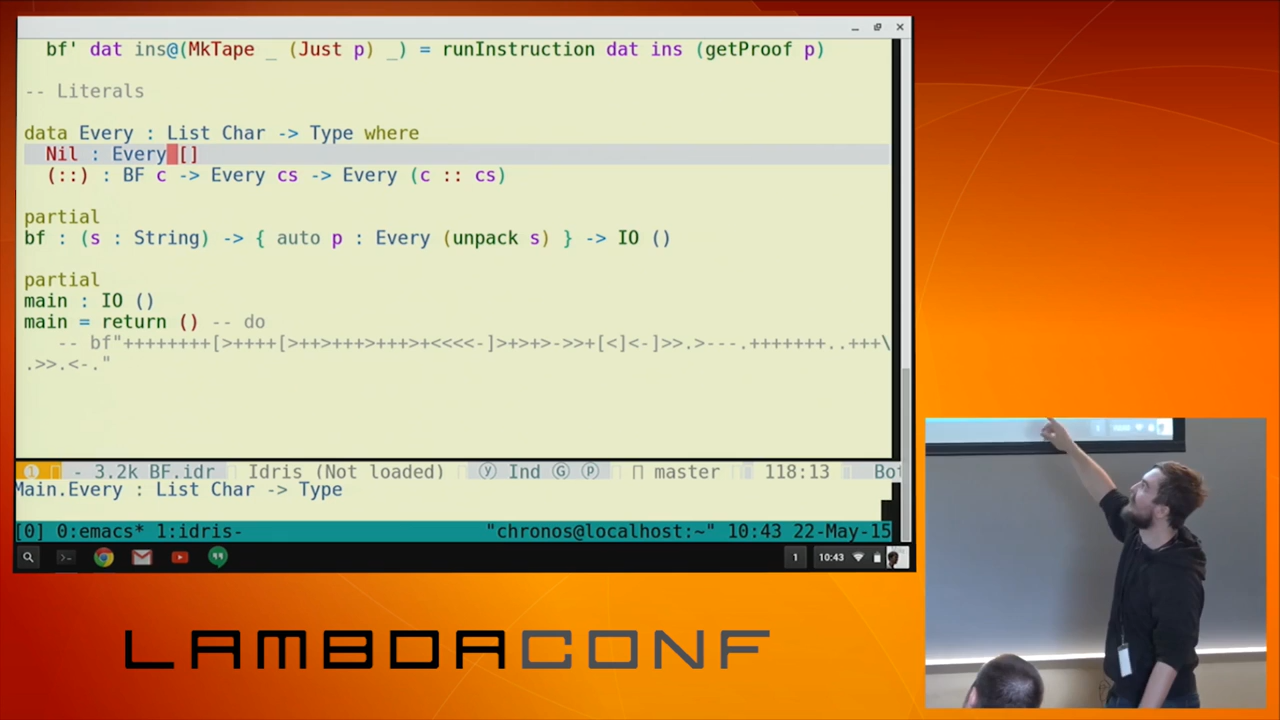 bf' dat ins@(MkTape _ (Just p) _) = runInstruction dat ins (getProof p)
-- Literals
data Every : List Char -> Type where
Nil : Every []
(::) : BF c -> Every cs -> Every (c :: cs)
partial
bf : (s : String) -> { auto p : Every (unpack s) } -> IO ()
partial
main : IO ()
main = return () -- do
-- bf"++++++++[>++++[>++>+++>+++>+<<<<-]>+>+>->>+[<]<-]>>.>---.+++++++..+++\
.>>.<-."
- 3.2k BF.idr Idris (Not loaded) ⓨ Ind Ⓖ ⓟ master 118:13 Bo
Main.Every : List Char -> Type
[0] 0:emacs* 1:idris- "chronos@localhost:~" 10:43 22-May-15
1 10:43
LAMBDACONF